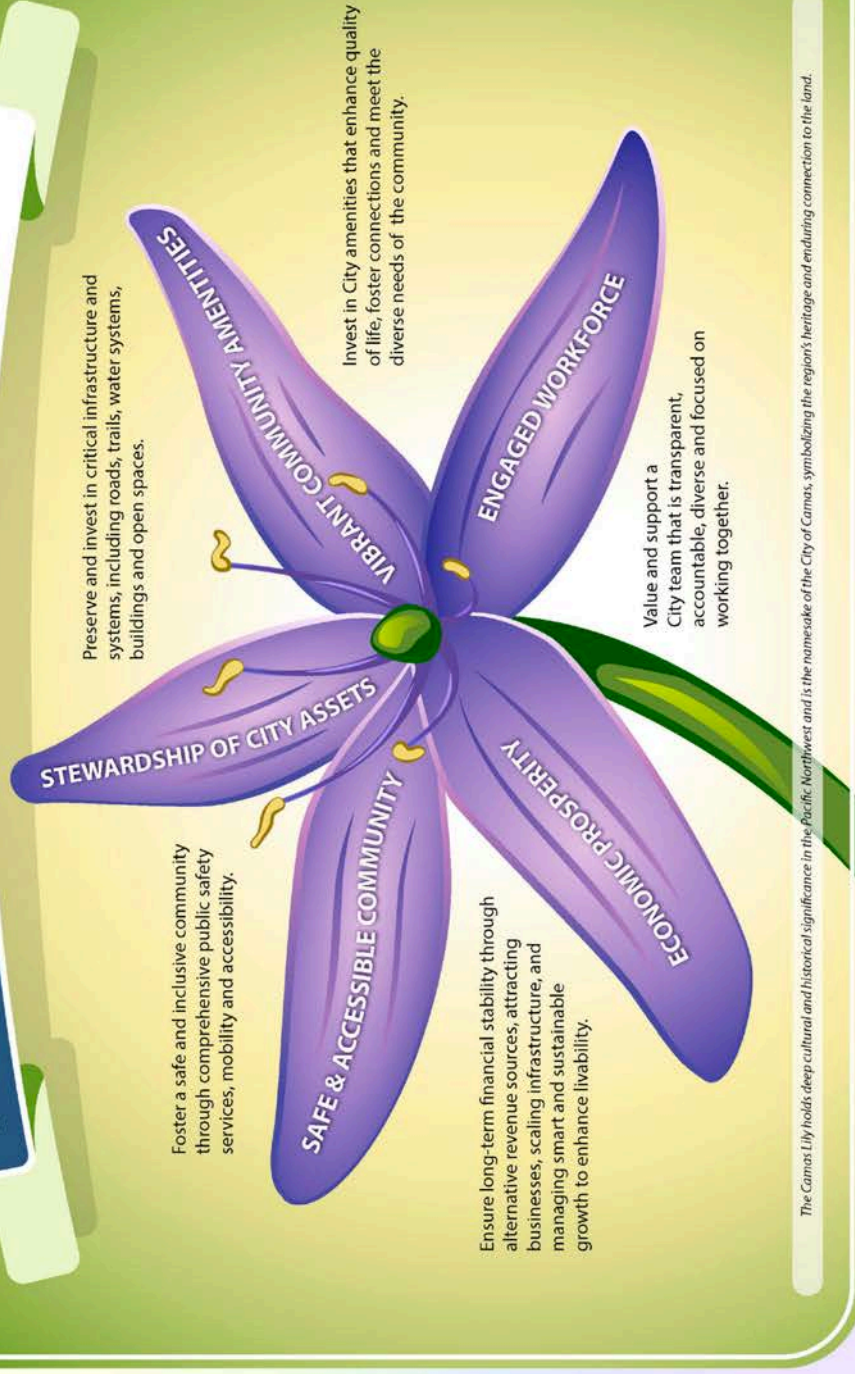 STEWARDSHIP OF CITY ASSETS
Preserve and invest in critical infrastructure and
systems, including roads, trails, water systems,
buildings and open spaces.
VIBRANT COMMUNITY AMENTITIES
Invest in City amenities that enhance quality
of life, foster connections and meet the
diverse needs of the community.
ENGAGED WORKFORCE
Value and support a
City team that is transparent,
accountable, diverse and focused on
working together.
ECONOMIC PROSPERITY
Ensure long-term financial stability through
alternative revenue sources, attracting
businesses, scaling infrastructure, and
managing smart and sustainable
growth to enhance livability.
SAFE & ACCESSIBLE COMMUNITY
Foster a safe and inclusive community
through comprehensive public safety
services, mobility and accessibility.
The Camas Lily holds deep cultural and historical significance in the Pacific Northwest and is the namesake of the City of Camas, symbolizing the region's heritage and enduring connection to the land.